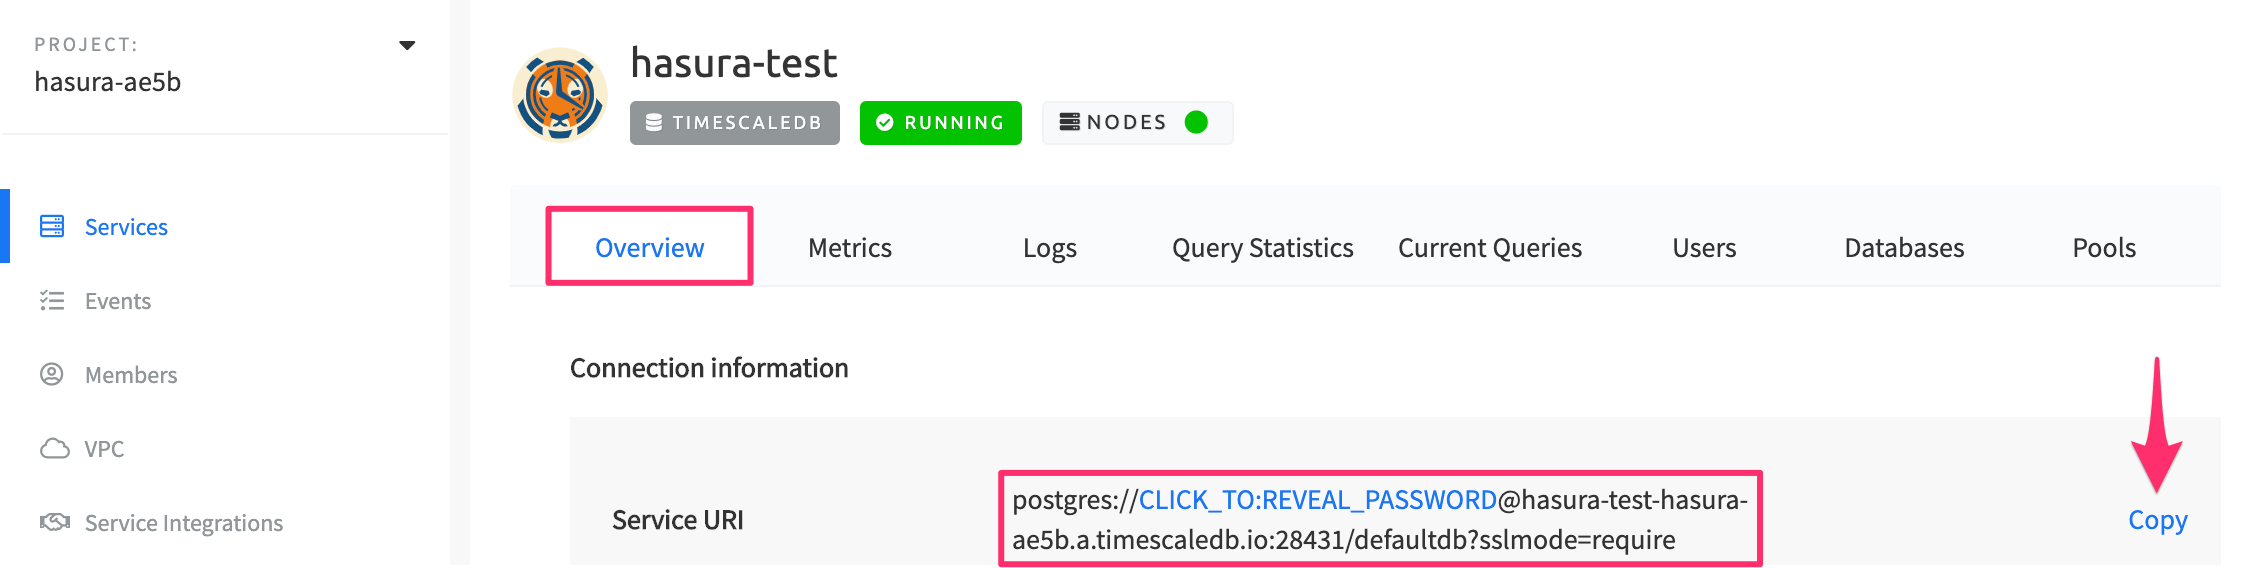 PROJECT:
hasura-ae5b
Services
Events
Members
VPC
Service Integrations
hasura-test
TIMESCALEDB
RUNNING
NODES
Overview
Metrics
Logs
Query Statistics
Current Queries
Users
Databases
Pools
Connection information
Service URI
postgres://CLICK_TO:REVEAL_PASSWORD@hasura-test-hasura-
ae5b.a.timescaledb.io:28431/defaultdb?sslmode=require
Copy